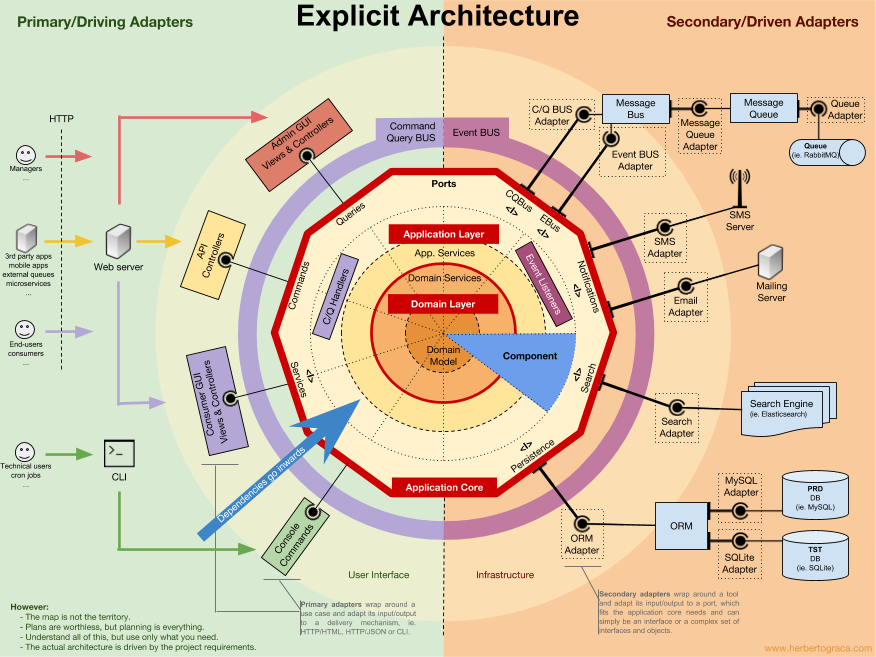 Explicit Architecture
Primary/Driving Adapters
Secondary/Driven Adapters
HTTP
Managers
...
3rd party apps
mobile apps
external queues
microservices
...
End-users
consumers
...
Technical users
cron jobs
...
Web server
CLI
Admin GUI
Views & Controllers
API
Controllers
Consumer GUI
Views & Controllers
Console
Commands
Command
Query BUS
Event BUS
Ports
Queries
Commands
Services
</>
CQBus
</>
EBus
</>
Notifications
</>
Search
</>
Persistence
</>
Application Layer
App. Services
Domain Services
Domain Layer
Domain
Model
Component
C/Q Handlers
Event Listeners
Application Core
Dependencies go inwards
C/Q BUS
Adapter
Message
Bus
Message
Queue
Adapter
Message
Queue
Queue
Adapter
Queue
(ie. RabbitMQ)
Event BUS
Adapter
SMS
Adapter
SMS
Server
Email
Adapter
Mailing
Server
Search
Adapter
Search Engine
(ie. Elasticsearch)
ORM
Adapter
ORM
MySQL
Adapter
PRD
DB
(ie. MySQL)
SQLite
Adapter
TST
DB
(ie. SQLite)
User Interface
Infrastructure
Primary adapters wrap around a
use case and adapt its input/output
to a delivery mechanism, ie.
HTTP/HTML, HTTP/JSON or CLI.
Secondary adapters wrap around a tool
and adapt its input/output to a port, which
fits the application core needs and can
simply be an interface or a complex set of
interfaces and objects.
However:
- The map is not the territory.
- Plans are worthless, but planning is everything.
- Understand all of this, but use only what you need.
- The actual architecture is driven by the project requirements.
www.herbertograca.com